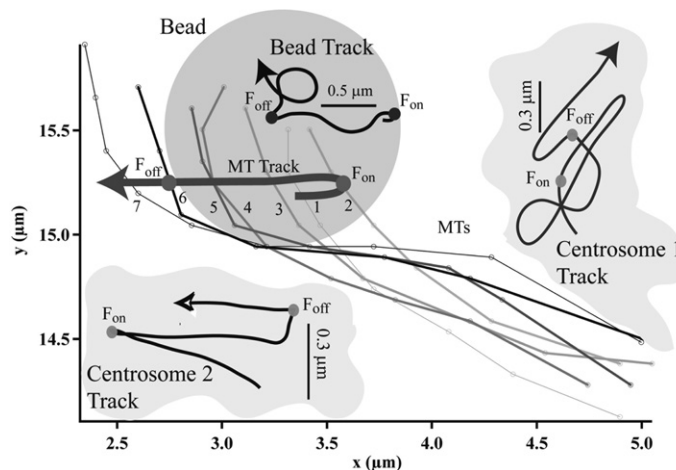 Bead
Bead Track
F_off
F_on
0.5 µm
0.3 µm
F_off
F_on
Centrosome 1
Track
F_off
MT Track
F_on
7
6
5
4
3
1
2
MTs
F_on
F_off
0.3 µm
Centrosome 2
Track
15.5
15.0
14.5
y (µm)
2.5 3.0 3.5 4.0 4.5 5.0
x (µm)